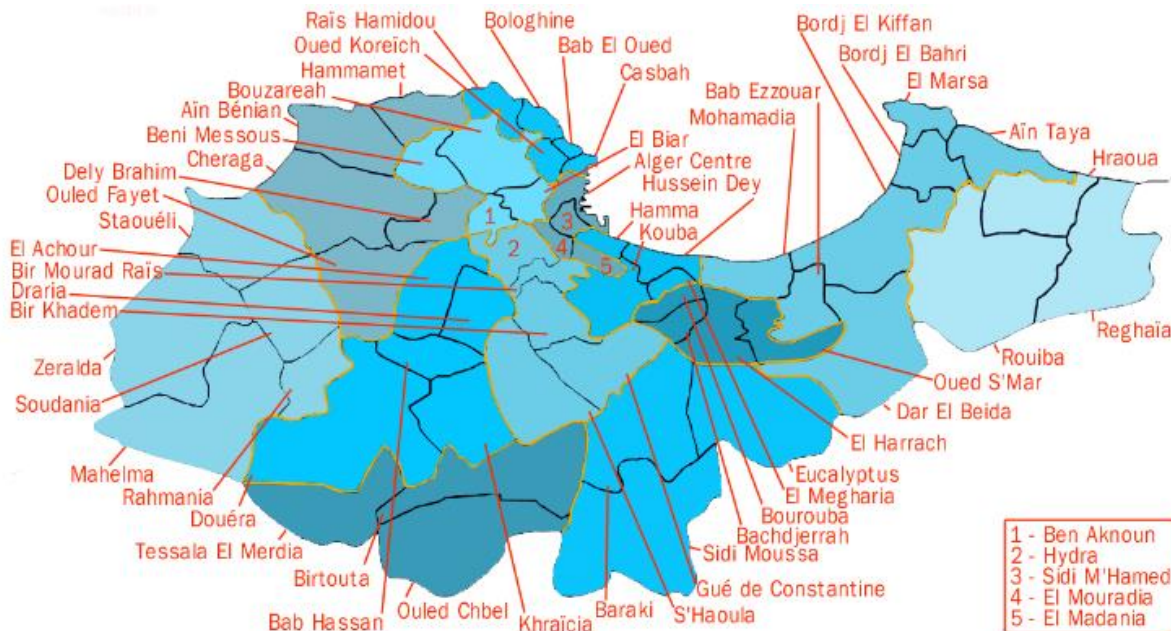 Raïs Hamidou
Bologhine
Bordj El Kiffan
Oued Koreïch
Bab El Oued
Bordj El Bahri
Hammamet
Casbah
El Marsa
Bouzareah
Bab Ezzouar
Aïn Bénian
Mohamadia
Aïn Taya
Beni Messous
El Biar
Cheraga
Alger Centre
Hraoua
Dely Brahim
Hussein Dey
Ouled Fayet
Hamma
Staouéli
Kouba
El Achour
Bir Mourad Raïs
Draria
Bir Khadem
1
2
3
4
5
Reghaïa
Zeralda
Rouiba
Soudania
Oued S'Mar
Dar El Beida
El Harrach
Mahelma
Eucalyptus
Rahmania
El Megharia
Douéra
Bourouba
Tessala El Merdia
Bachdjerrah
Sidi Moussa
Birtouta
Gué de Constantine
Ouled Chbel
Baraki
S'Haoula
Bab Hassan
Khraïcia
1 - Ben Aknoun
2 - Hydra
3 - Sidi M'Hamed
4 - El Mouradia
5 - El Madania